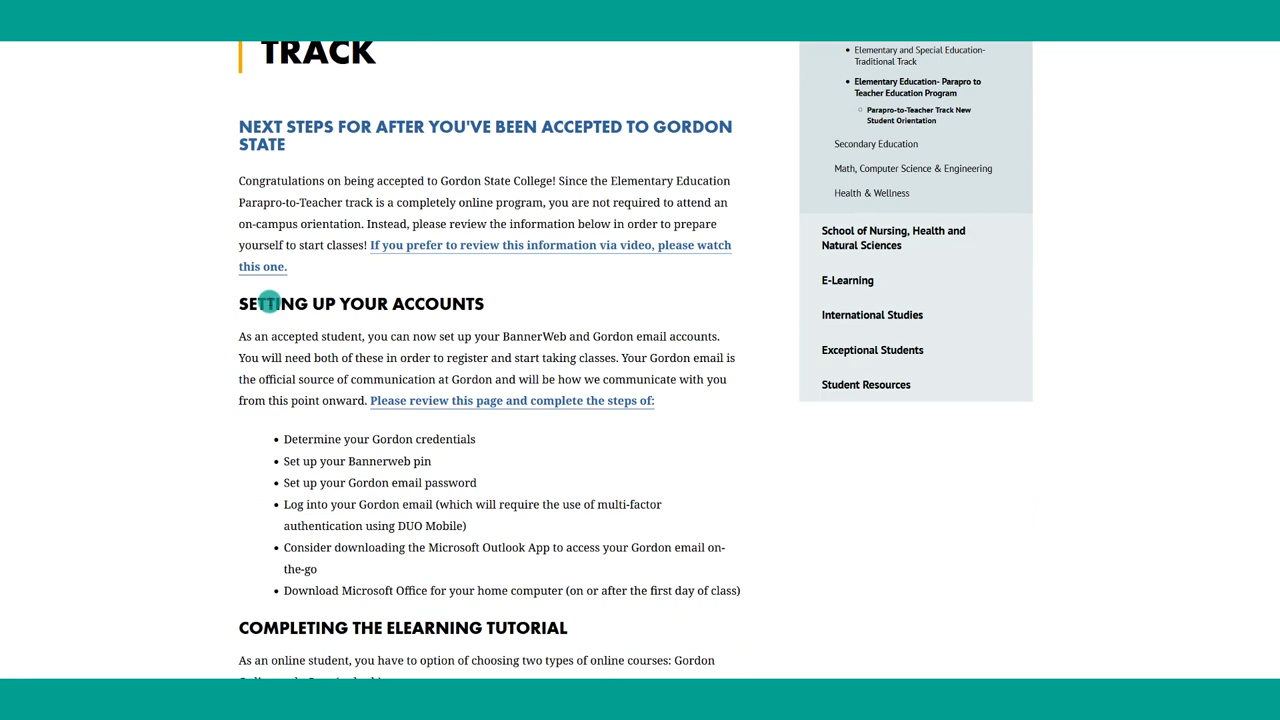 TRACK
NEXT STEPS FOR AFTER YOU'VE BEEN ACCEPTED TO GORDON
STATE
Congratulations on being accepted to Gordon State College! Since the Elementary Education
Parapro-to-Teacher track is a completely online program, you are not required to attend an
on-campus orientation. Instead, please review the information below in order to prepare
yourself to start classes! If you prefer to review this information via video, please watch
this one.
SETTING UP YOUR ACCOUNTS
As an accepted student, you can now set up your BannerWeb and Gordon email accounts.
You will need both of these in order to register and start taking classes. Your Gordon email is
the official source of communication at Gordon and will be how we communicate with you
from this point onward. Please review this page and complete the steps of:
• Determine your Gordon credentials
• Set up your Bannerweb pin
• Set up your Gordon email password
• Log into your Gordon email (which will require the use of multi-factor
authentication using DUO Mobile)
• Consider downloading the Microsoft Outlook App to access your Gordon email on-
the-go
• Download Microsoft Office for your home computer (on or after the first day of class)
COMPLETING THE ELEARNING TUTORIAL
As an online student, you have to option of choosing two types of online courses: Gordon
• Elementary and Special Education-
Traditional Track
• Elementary Education- Parapro to
Teacher Education Program
○ Parapro-to-Teacher Track New
Student Orientation
Secondary Education
Math, Computer Science & Engineering
Health & Wellness
School of Nursing, Health and
Natural Sciences
E-Learning
International Studies
Exceptional Students
Student Resources